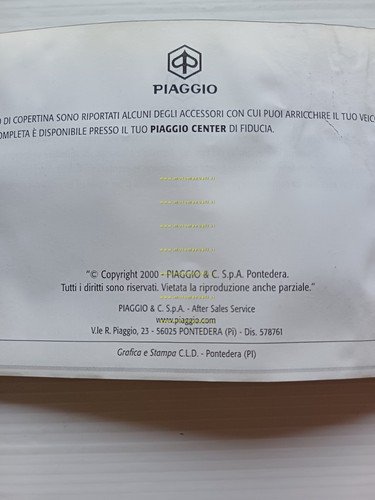 PIAGGIO
DI COPERTINA SONO RIPORTATI ALCUNI DEGLI ACCESSORI CON CUI PUOI ARRICCHIRE IL TUO
È DISPONIBILE PRESSO IL TUO PIAGGIO CENTER DI FIDUCIA.
"© Copyright 2000 - PIAGGIO & C. S.p.A. Pontedera.
Tutti i diritti sono riservati. Vietata la riproduzione anche parziale."
PIAGGIO & C. S.p.A. - After Sales Service
www.piaggio.com
V.le R. Piaggio, 23 - 56025 PONTEDERA (Pi) - Dis. 578761
Grafica e Stampa C.L.D. - Pontedera (PI)